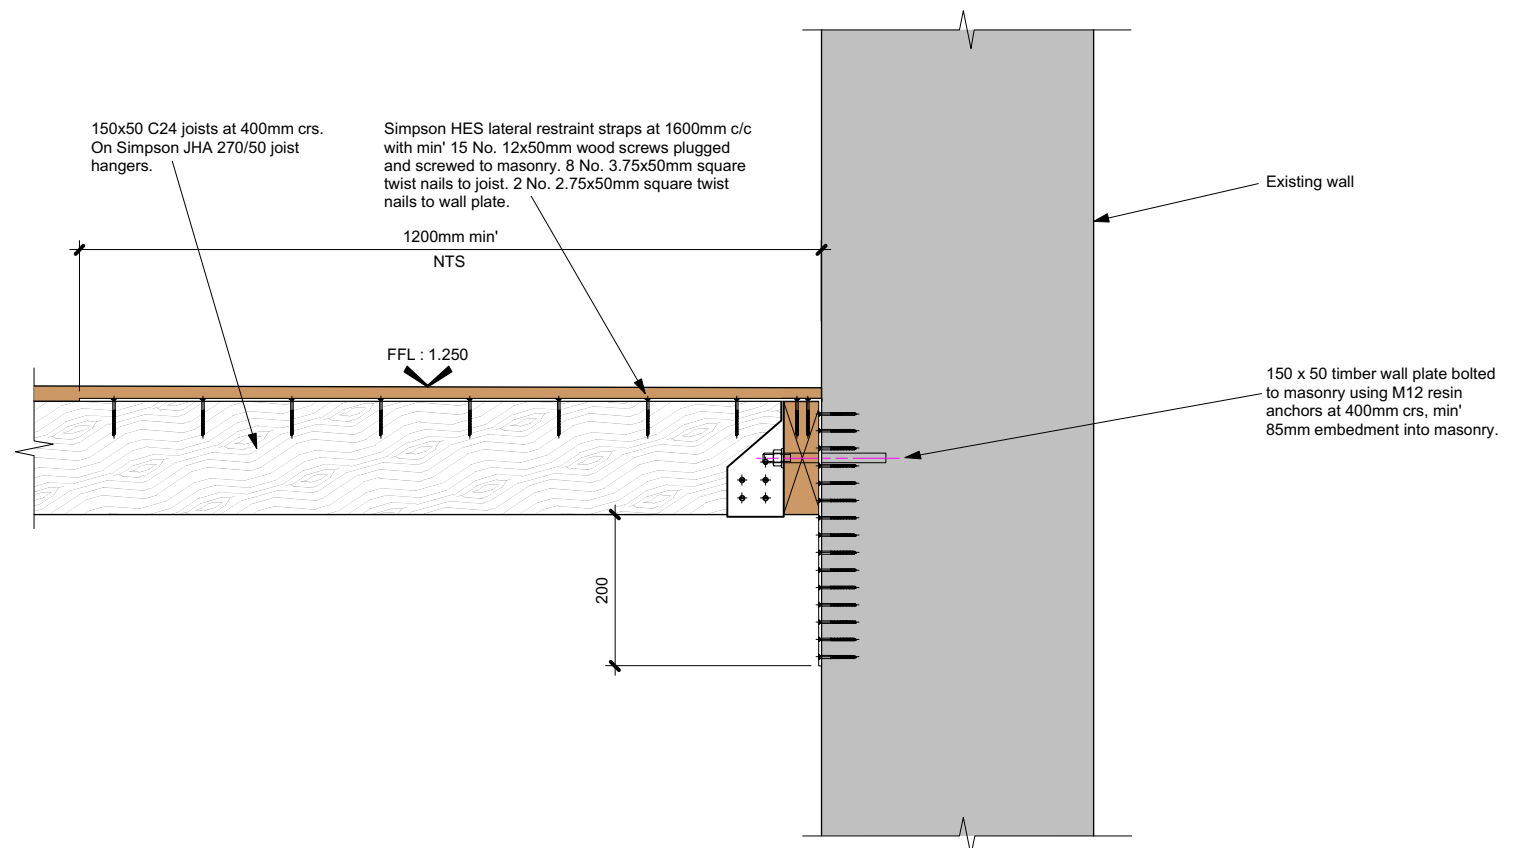 150x50 C24 joists at 400mm crs.
On Simpson JHA 270/50 joist
hangers.
Simpson HES lateral restraint straps at 1600mm c/c
with min' 15 No. 12x50mm wood screws plugged
and screwed to masonry. 8 No. 3.75x50mm square
twist nails to joist. 2 No. 2.75x50mm square twist
nails to wall plate.
Existing wall
1200mm min'
NTS
FFL : 1.250
150 x 50 timber wall plate bolted
to masonry using M12 resin
anchors at 400mm crs, min'
85mm embedment into masonry.
200